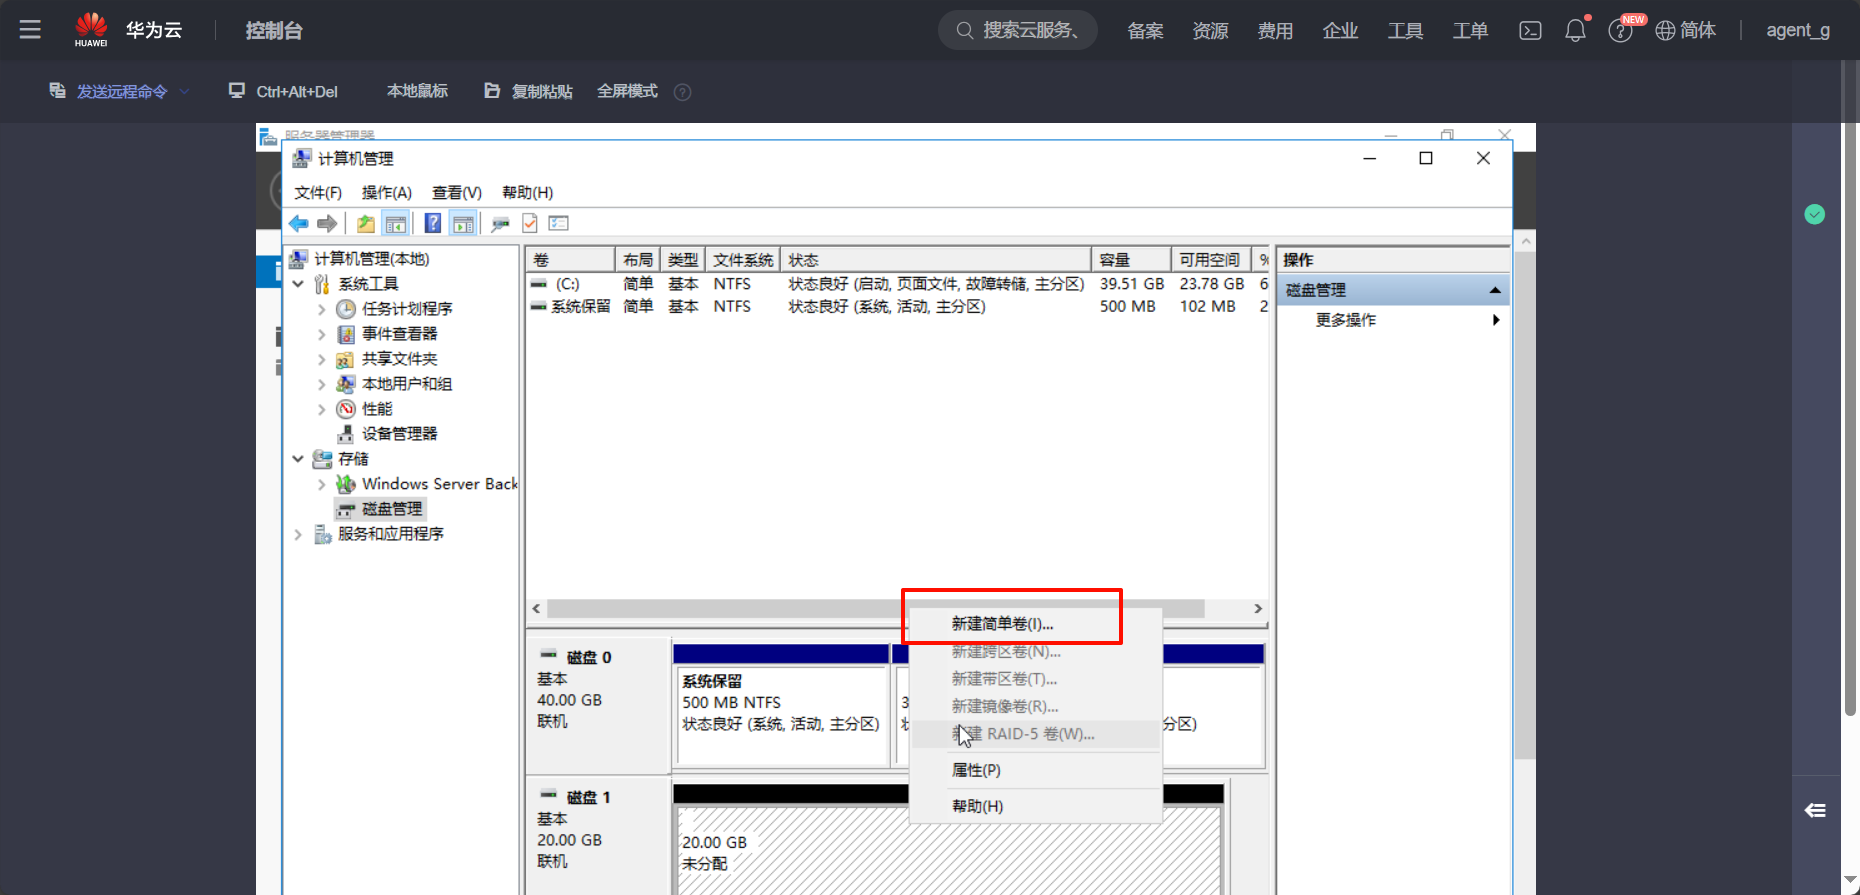 HUAWEI
华为云
控制台
搜索云服务、
备案
资源
费用
企业
工具
工单
NEW
简体
agent_g
发送远程命令
Ctrl+Alt+Del
本地鼠标
复制粘贴
全屏模式
服务器管理器
计算机管理
文件(F) 操作(A) 查看(V) 帮助(H)
计算机管理(本地)
系统工具
任务计划程序
事件查看器
共享文件夹
本地用户和组
性能
设备管理器
存储
Windows Server Back
磁盘管理
服务和应用程序
卷 布局 类型 文件系统 状态 容量 可用空间 %
(C:) 简单 基本 NTFS 状态良好 (启动, 页面文件, 故障转储, 主分区) 39.51 GB 23.78 GB 6
系统保留 简单 基本 NTFS 状态良好 (系统, 活动, 主分区) 500 MB 102 MB 2
操作
磁盘管理
更多操作
新建简单卷(I)...
新建跨区卷(N)...
新建带区卷(T)...
新建镜像卷(R)...
新建 RAID-5 卷(W)...
属性(P)
帮助(H)
磁盘 0
基本
40.00 GB
联机
系统保留
500 MB NTFS
状态良好 (系统, 活动, 主分区)
3
分区)
磁盘 1
基本
20.00 GB
联机
20.00 GB
未分配